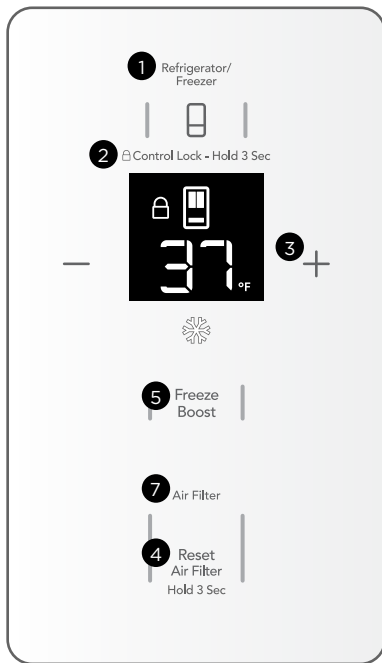 1 Refrigerator/
Freezer
2 Control Lock - Hold 3 Sec
37 °F
3
5 Freeze
Boost
7 Air Filter
4 Reset
Air Filter
Hold 3 Sec